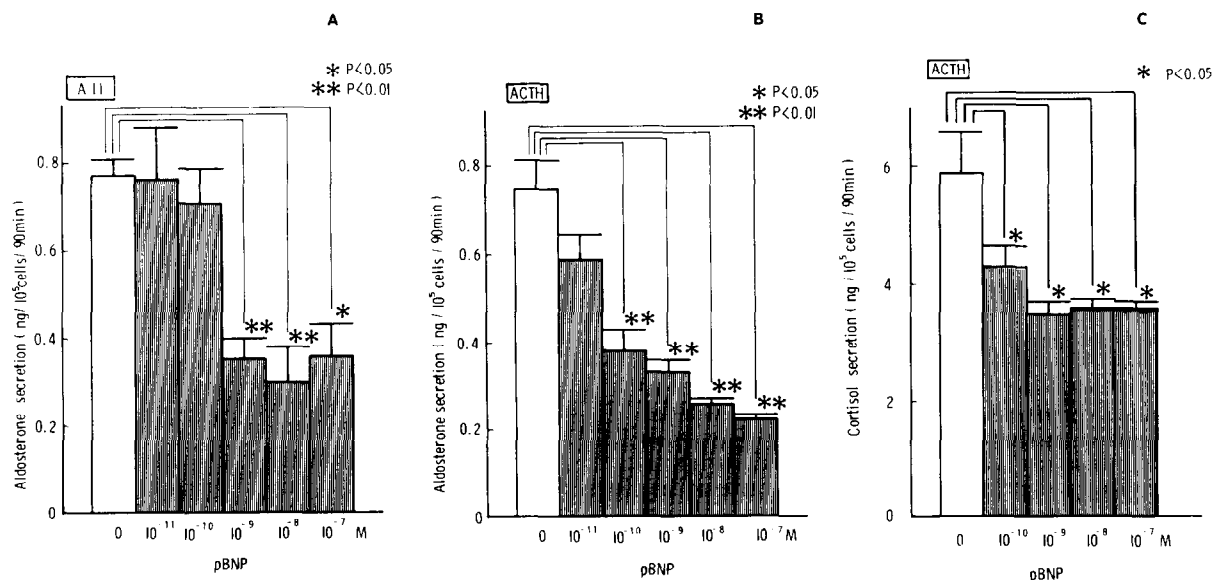 A
A II
* P<0.05
** P<0.01
Aldosterone secretion ( ng/ 10⁵cells / 90min)
0.8
0.6
0.4
0.2
0
** ** *
0 10⁻¹¹ 10⁻¹⁰ 10⁻⁹ 10⁻⁸ 10⁻⁷ M
pBNP
B
ACTH
* P<0.05
** P<0.01
Aldosterone secretion ( ng / 10⁵ cells / 90min)
0.8
0.6
0.4
0.2
0
** ** ** **
0 10⁻¹¹ 10⁻¹⁰ 10⁻⁹ 10⁻⁸ 10⁻⁷ M
pBNP
C
ACTH
* P<0.05
Cortisol secretion ( ng / 10⁵ cells / 90min)
6
4
2
0
* * * *
0 10⁻¹⁰ 10⁻⁹ 10⁻⁸ 10⁻⁷ M
pBNP